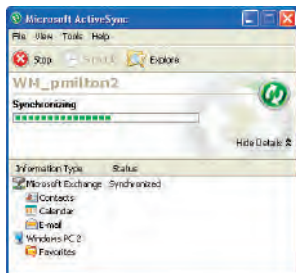 Microsoft ActiveSync
File View Tools Help
Stop Schedule Explore
WM_pmilton2
Synchronizing
Hide Details
Information Type Status
Microsoft Exchange Synchronized
Contacts
Calendar
E-mail
Windows PC 2
Favorites